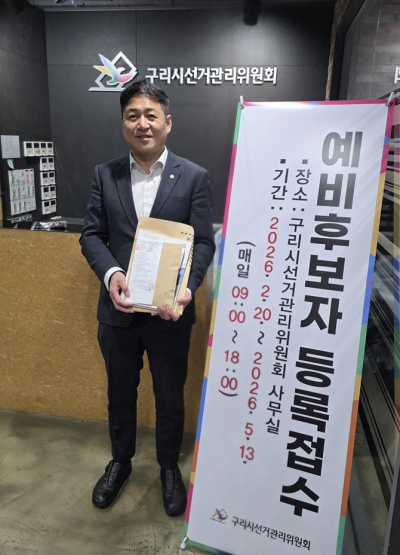 구리시선거관리위원회
예비후보자 등록접수
▪장소:구리시선거관리위원회 사무실
▪기간:2026.2.20.~2026.5.13.
(매일 09:00~18:00)
구리시선거관리위원회